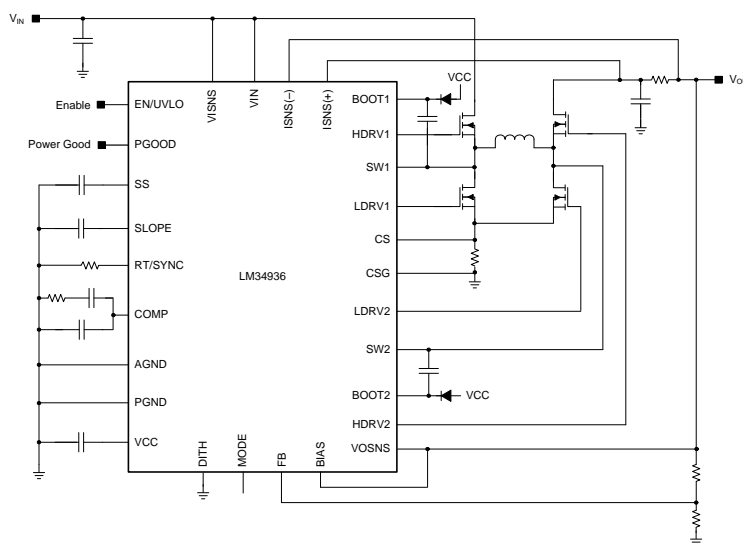 VIN
VISNS
VIN
ISNS(–)
ISNS(+)
VO
Enable
EN/UVLO
Power Good
PGOOD
SS
SLOPE
RT/SYNC
COMP
AGND
PGND
VCC
LM34936
BOOT1
VCC
HDRV1
SW1
LDRV1
CS
CSG
LDRV2
SW2
BOOT2
VCC
HDRV2
VOSNS
DITH
MODE
FB
BIAS